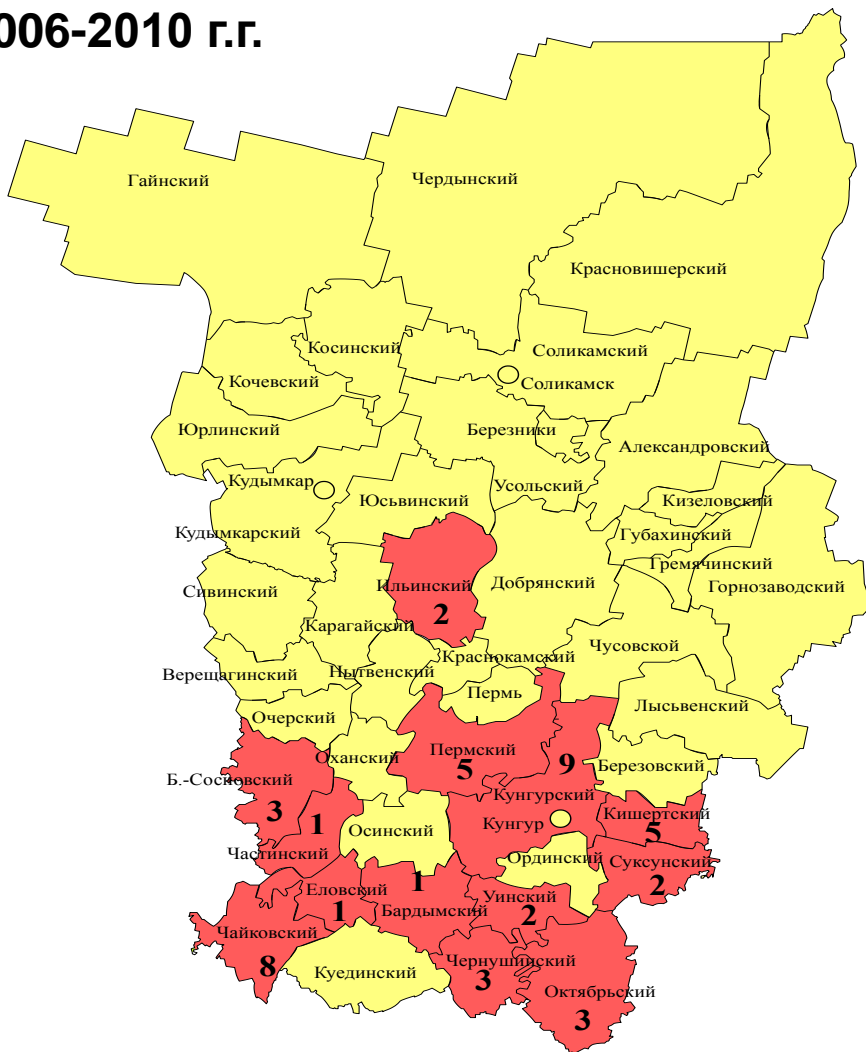 006-2010 г.г.
Гайнский
Чердынский
Красновишерский
Косинский
Соликамский
Кочевский
Соликамск
Юрлинский
Березники
Александровский
Кудымкар
Юсьвинский
Усольский
Кизеловский
Кудымкарский
Губахинский
Гремячинский
Ильинский
Добрянский
Горнозаводский
Сивинский
2
Карагайский
Чусовской
Краснокамский
Верещагинский
Нытвенский
Пермь
Лысьвенский
Очерский
Пермский
5
9
Оханский
Березовский
Б.-Сосновский
3
Кунгурский
1
Осинский
Кунгур
Кишертский
5
Частинский
Ординский
Суксунский
2
1
Еловский
1
Уинский
2
Бардымский
Чайковский
8
Куединский
Чернушинский
3
Октябрьский
3